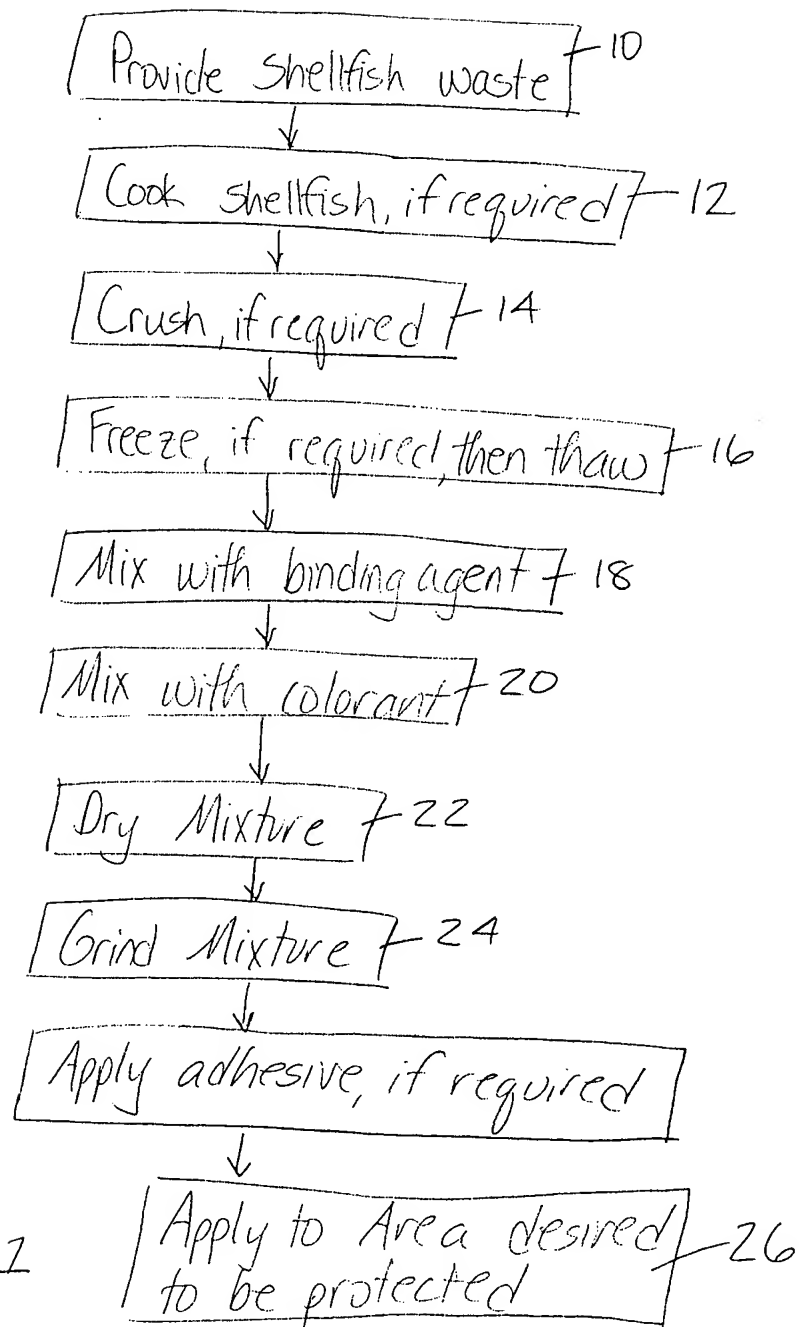 Provide shellfish waste 10
Cook shellfish, if required 12
Crush, if required 14
Freeze, if required, then thaw 16
Mix with binding agent 18
Mix with colorant 20
Dry Mixture 22
Grind Mixture 24
Apply adhesive, if required
Apply to Area desired 26
to be protected
1